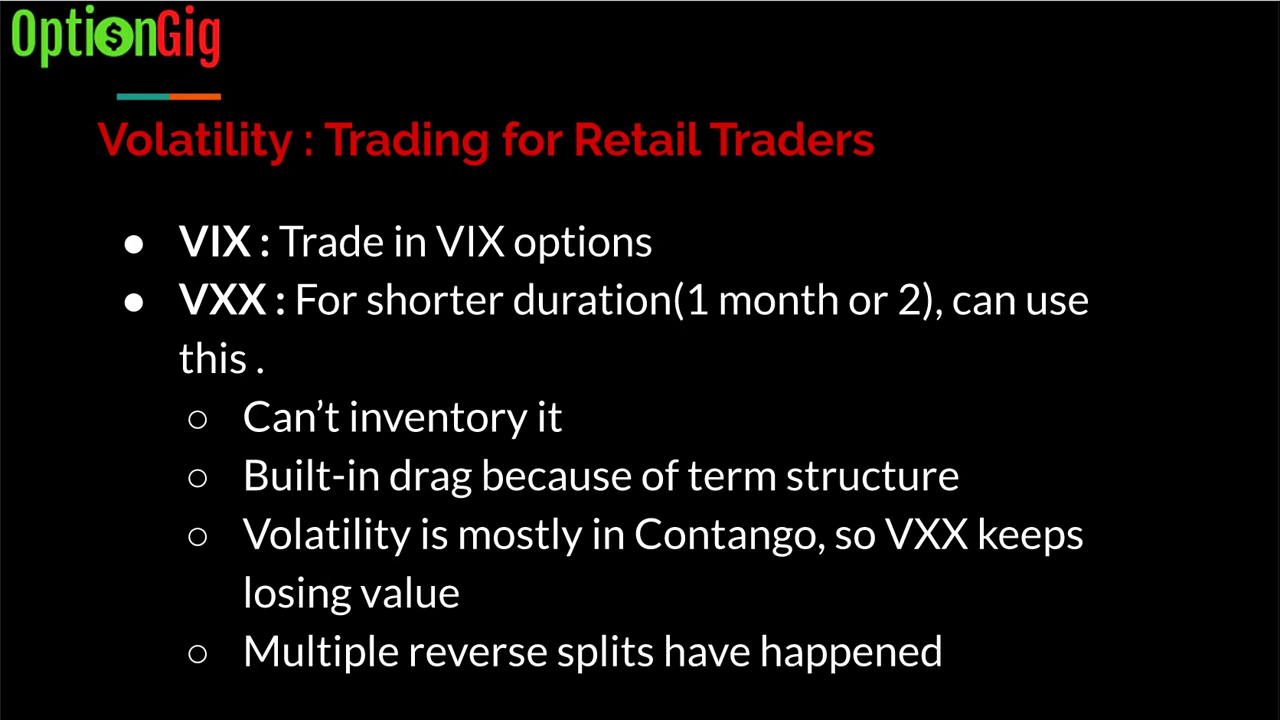 Opti$nGig
Volatility : Trading for Retail Traders
● VIX : Trade in VIX options
● VXX : For shorter duration(1 month or 2), can use
this .
○ Can’t inventory it
○ Built-in drag because of term structure
○ Volatility is mostly in Contango, so VXX keeps
losing value
○ Multiple reverse splits have happened